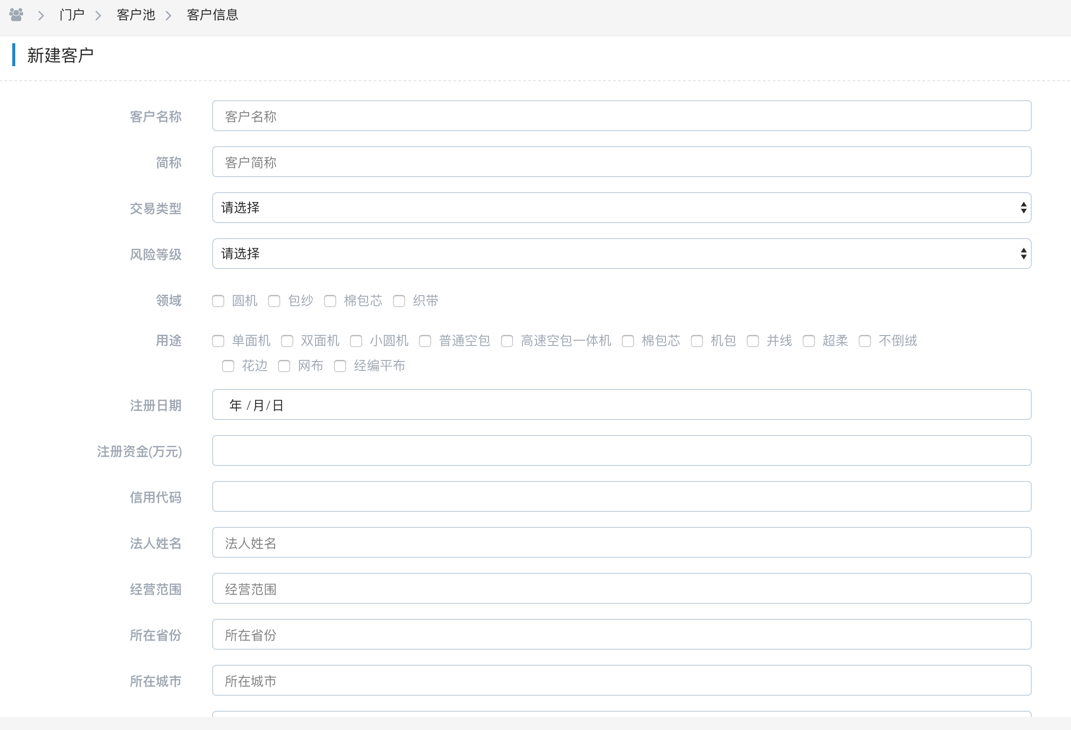 门户 客户池 客户信息
新建客户
客户名称 客户名称
简称 客户简称
交易类型 请选择
风险等级 请选择
领域 圆机 包纱 棉包芯 织带
用途 单面机 双面机 小圆机 普通空包 高速空包一体机 棉包芯 机包 并线 超柔 不倒绒
花边 网布 经编平布
注册日期 年 /月/日
注册资金(万元)
信用代码
法人姓名 法人姓名
经营范围 经营范围
所在省份 所在省份
所在城市 所在城市